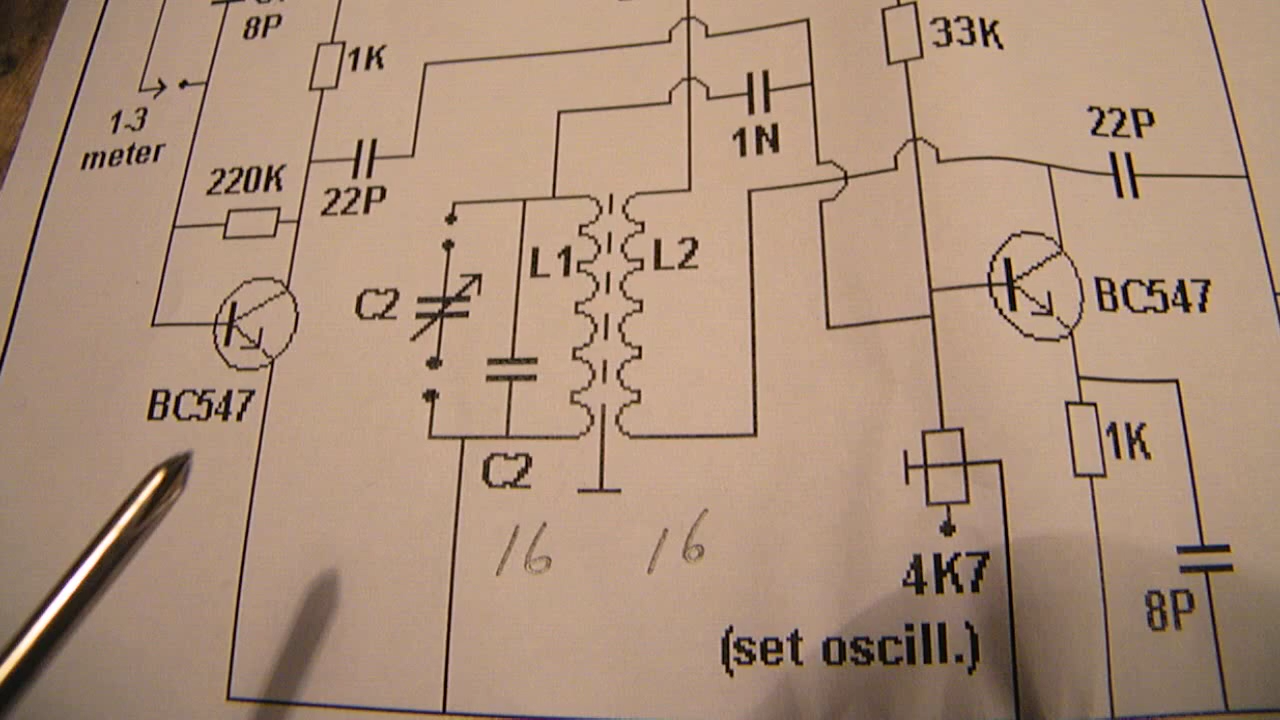 8P
1K
33K
1-3
meter
220K
22P
1N
22P
L1
L2
C2
BC547
BC547
C2
1K
16
16
4K7
8P
(set oscill.)